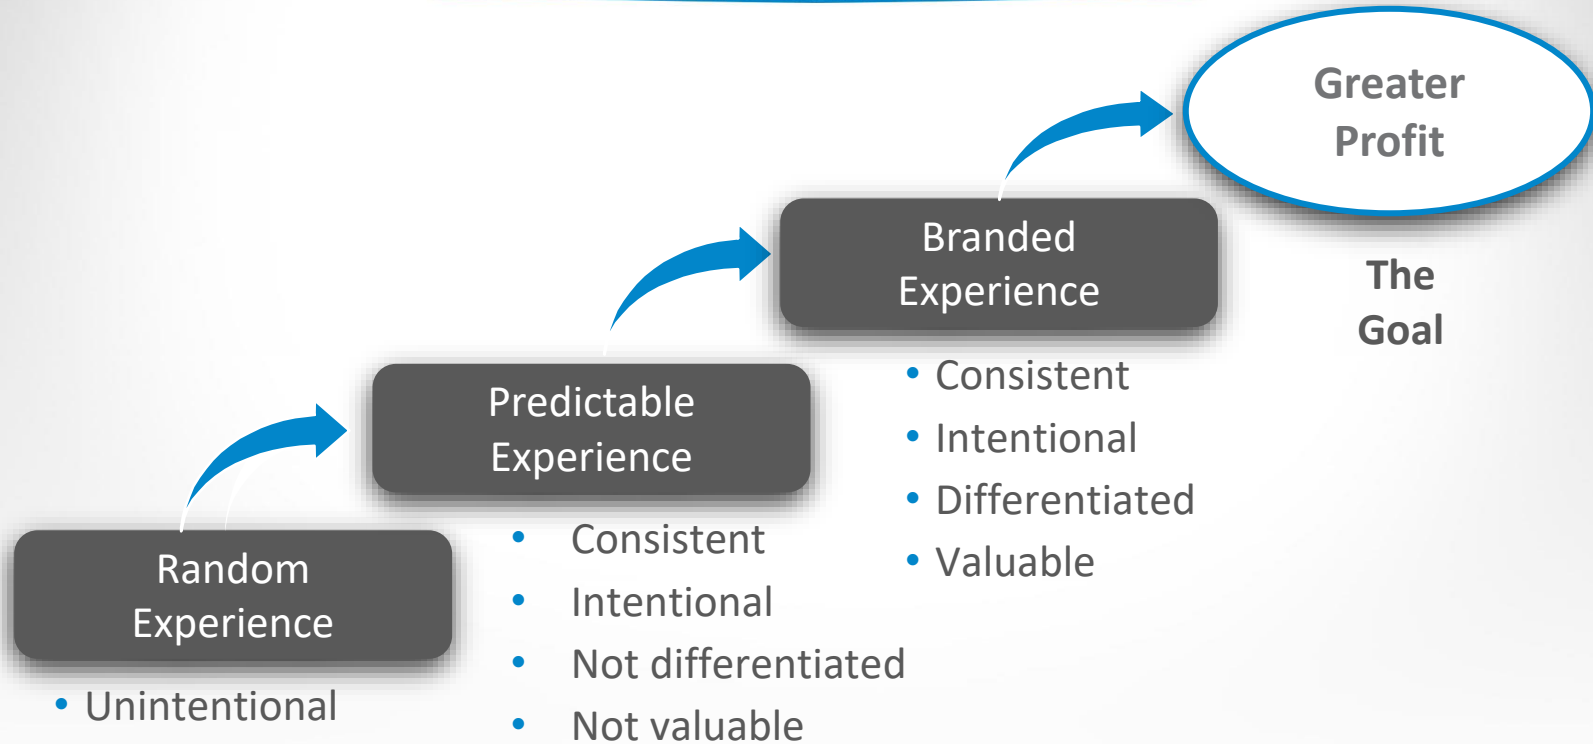 Greater
Profit
The
Goal
Branded
Experience
• Consistent
• Intentional
• Differentiated
• Valuable
Predictable
Experience
• Consistent
• Intentional
• Not differentiated
• Not valuable
Random
Experience
• Unintentional